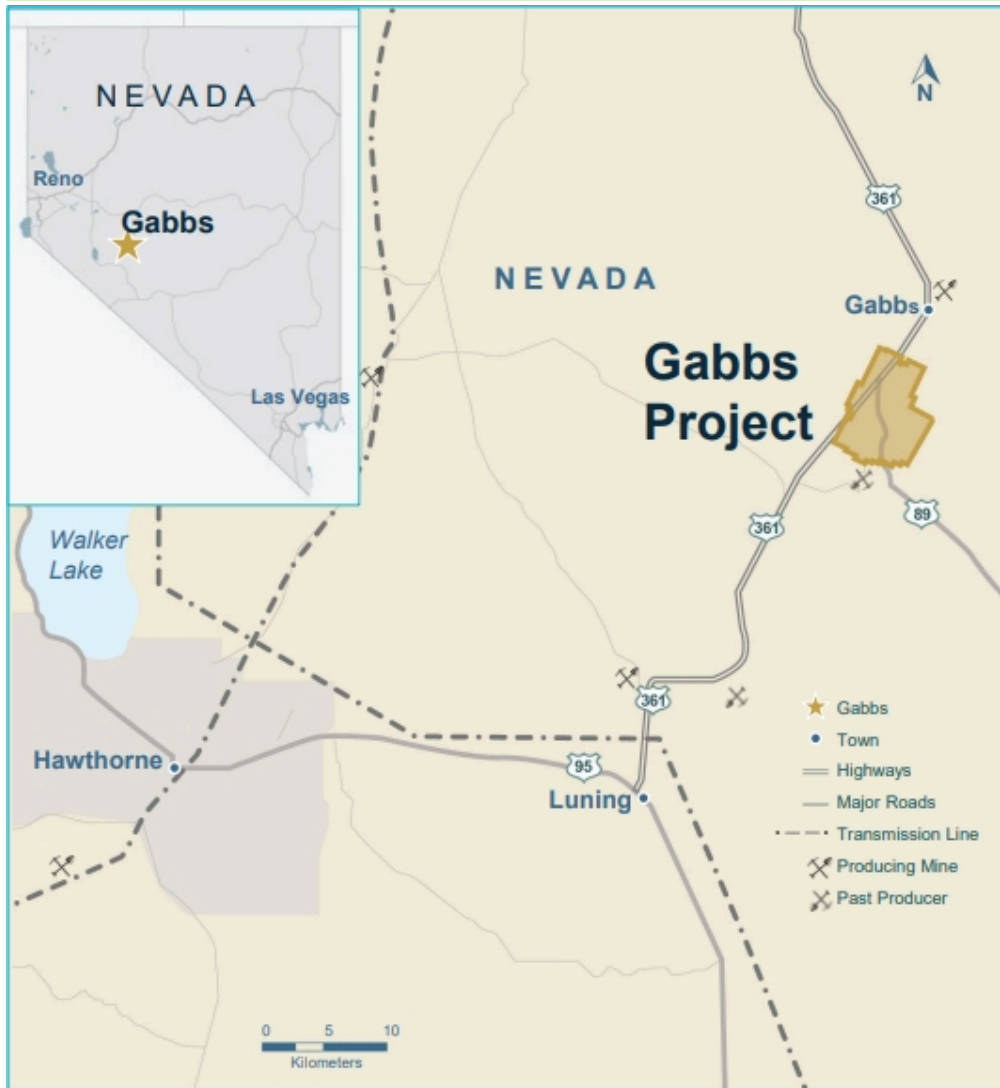 NEVADA
Reno
Gabbs
Las Vegas
N
361
NEVADA
Gabbs
Gabbs
Project
361
89
Walker
Lake
361
Hawthorne
95
Luning
Gabbs
Town
Highways
Major Roads
Transmission Line
Producing Mine
Past Producer
0 5 10
Kilometers